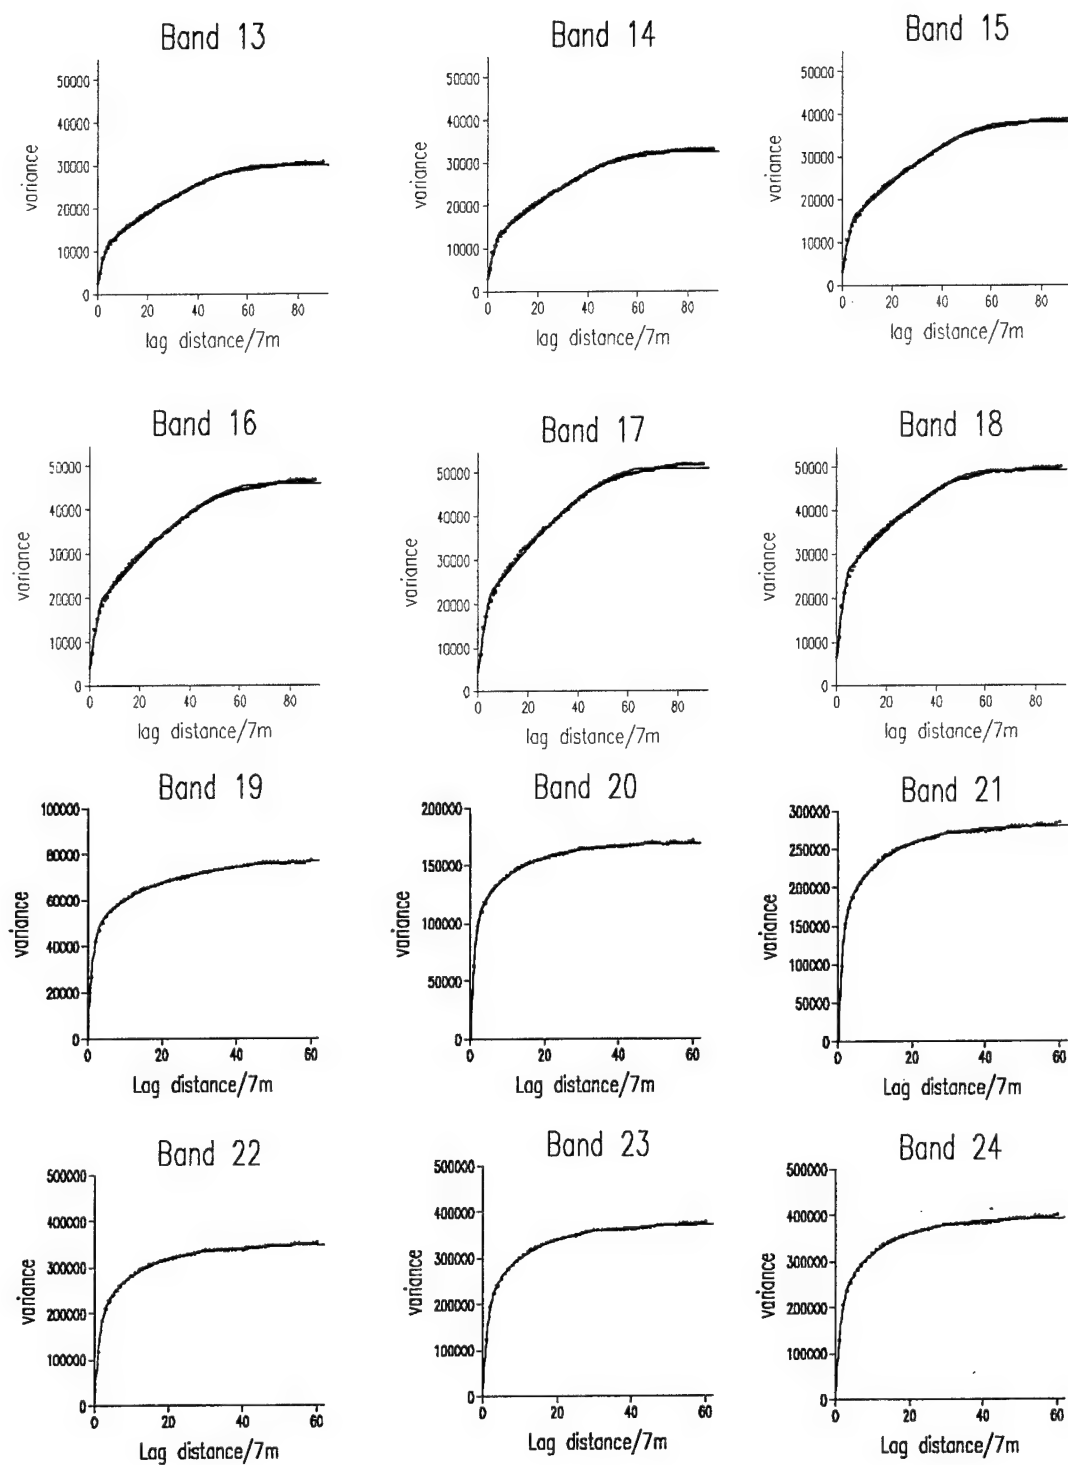 Band 13
50000
40000
30000
20000
10000
0
variance
0 20 40 60 80
lag distance/7m
Band 14
50000
40000
30000
20000
10000
0
variance
0 20 40 60 80
lag distance/7m
Band 15
50000
40000
30000
20000
10000
0
variance
0 20 40 60 80
lag distance/7m
Band 16
50000
40000
30000
20000
10000
0
variance
0 20 40 60 80
lag distance/7m
Band 17
50000
40000
30000
20000
10000
0
variance
0 20 40 60 80
lag distance/7m
Band 18
50000
40000
30000
20000
10000
0
variance
0 20 40 60 80
lag distance/7m
Band 19
100000
80000
60000
40000
20000
0
variance
0 20 40 60
Lag distance/7m
Band 20
200000
150000
100000
50000
0
variance
0 20 40 60
Lag distance/7m
Band 21
300000
250000
200000
150000
100000
50000
0
variance
0 20 40 60
Lag distance/7m
Band 22
500000
400000
300000
200000
100000
0
variance
0 20 40 60
Lag distance/7m
Band 23
500000
400000
300000
200000
100000
0
variance
0 20 40 60
Lag distance/7m
Band 24
500000
400000
300000
200000
100000
0
variance
0 20 40 60
Lag distance/7m